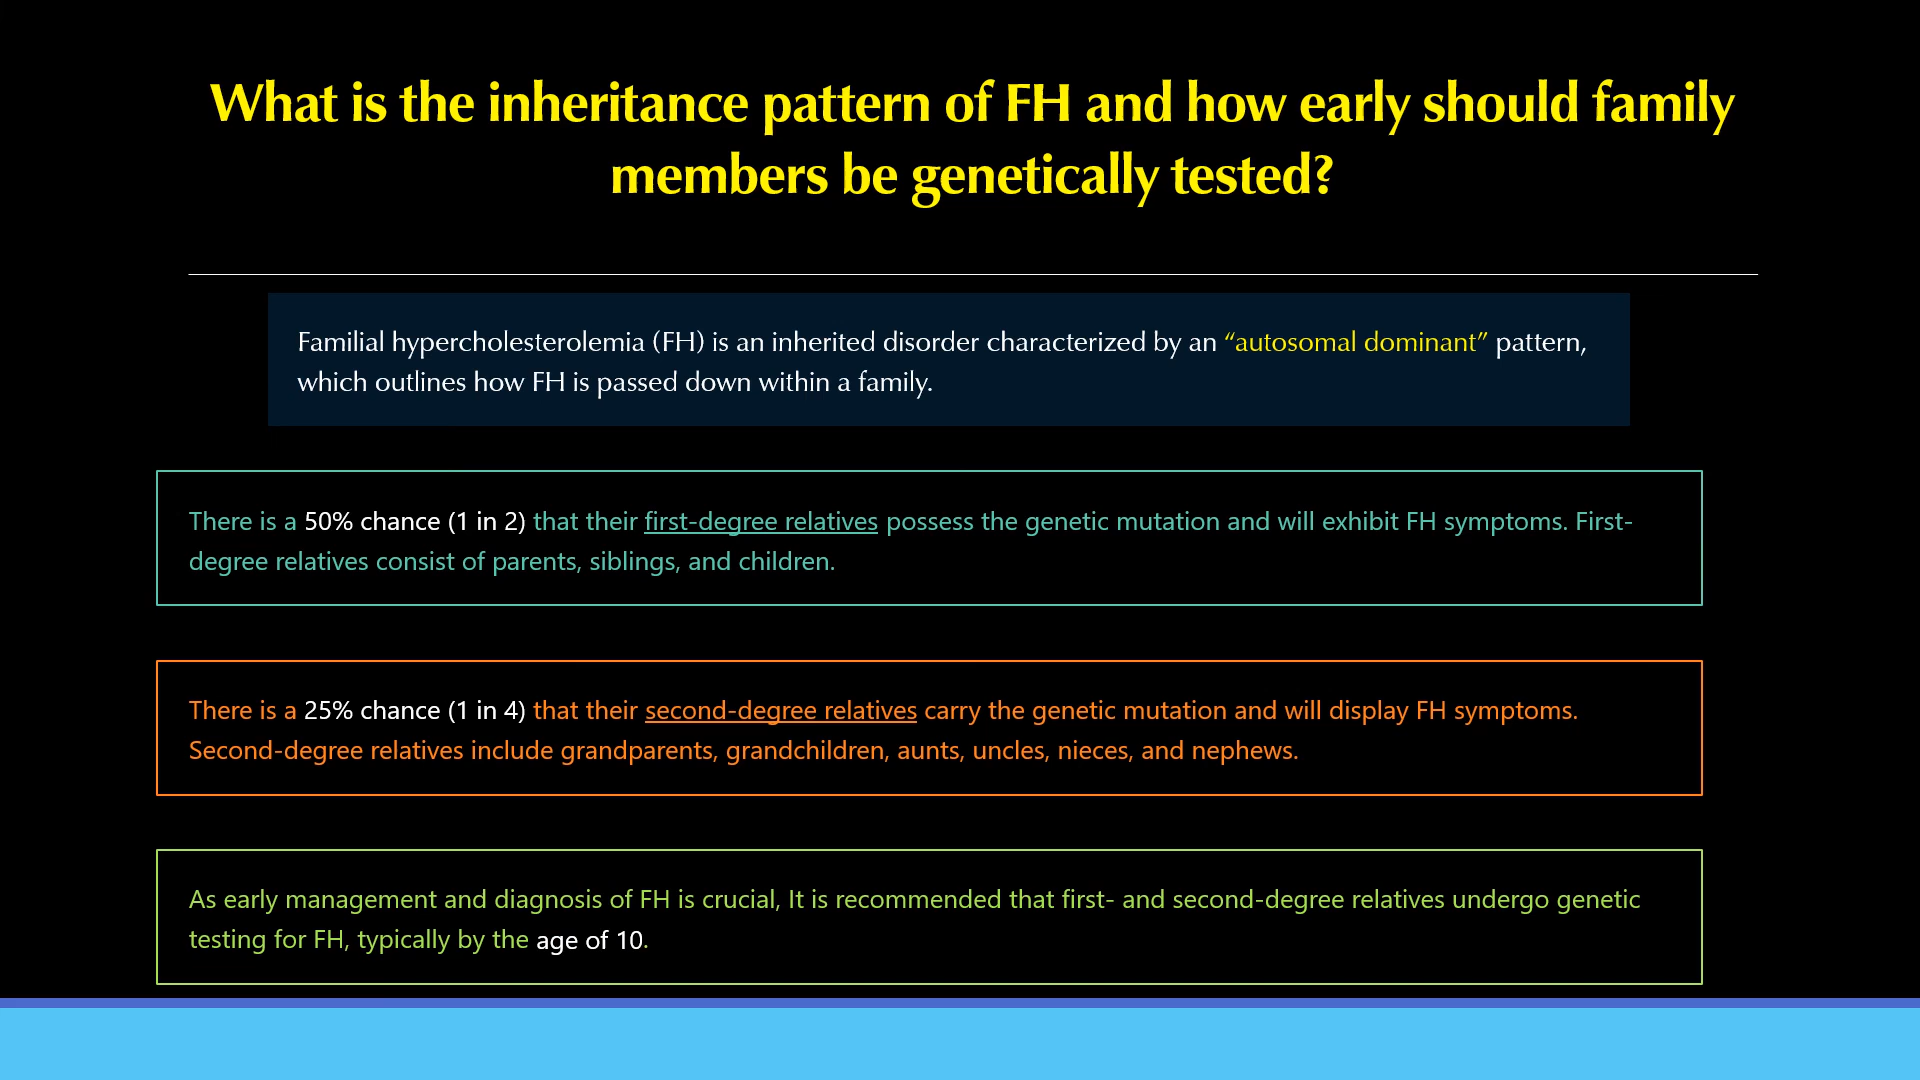 What is the inheritance pattern of FH and how early should family
members be genetically tested?
Familial hypercholesterolemia (FH) is an inherited disorder characterized by an “autosomal dominant” pattern,
which outlines how FH is passed down within a family.
There is a 50% chance (1 in 2) that their first-degree relatives possess the genetic mutation and will exhibit FH symptoms. First-
degree relatives consist of parents, siblings, and children.
There is a 25% chance (1 in 4) that their second-degree relatives carry the genetic mutation and will display FH symptoms.
Second-degree relatives include grandparents, grandchildren, aunts, uncles, nieces, and nephews.
As early management and diagnosis of FH is crucial, It is recommended that first- and second-degree relatives undergo genetic
testing for FH, typically by the age of 10.